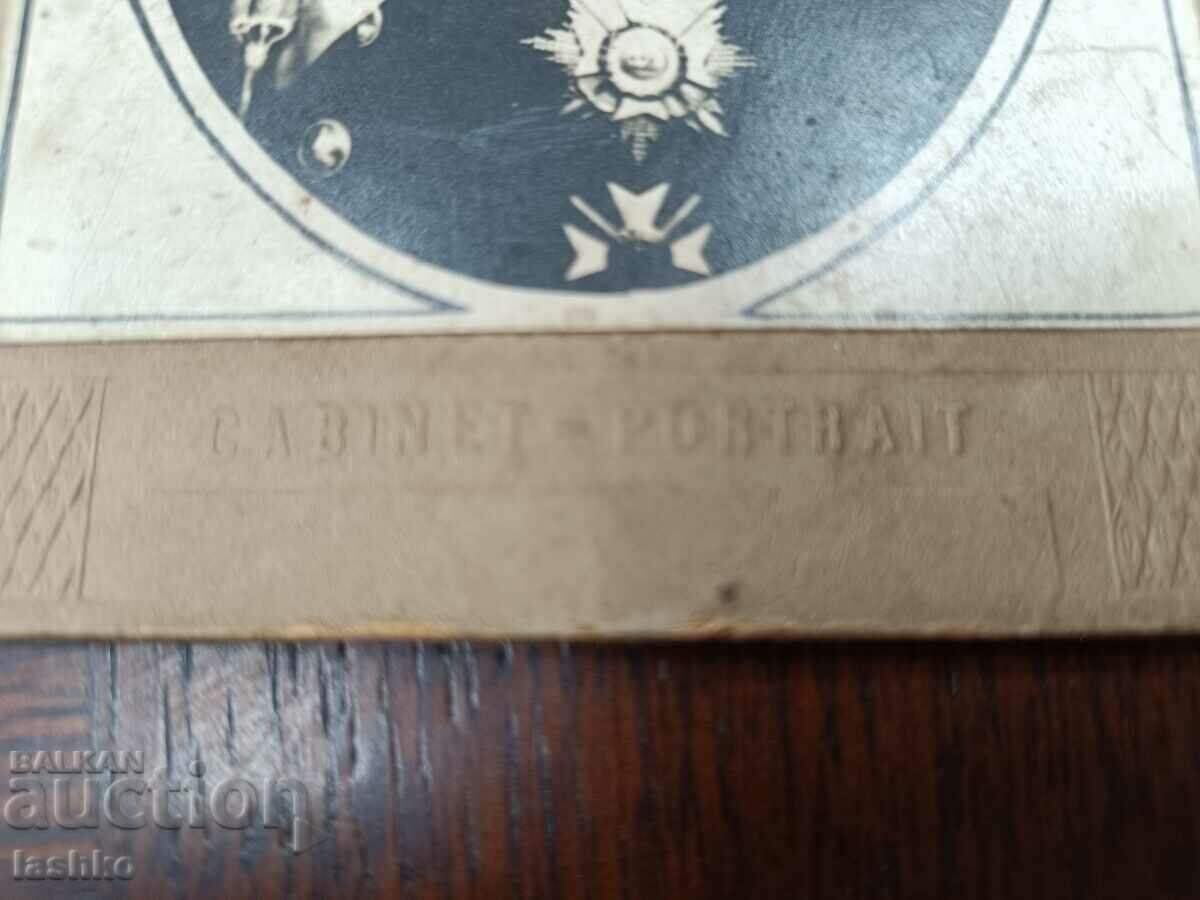 CABINET - PORTRAIT
BALKAN
auction
lashko